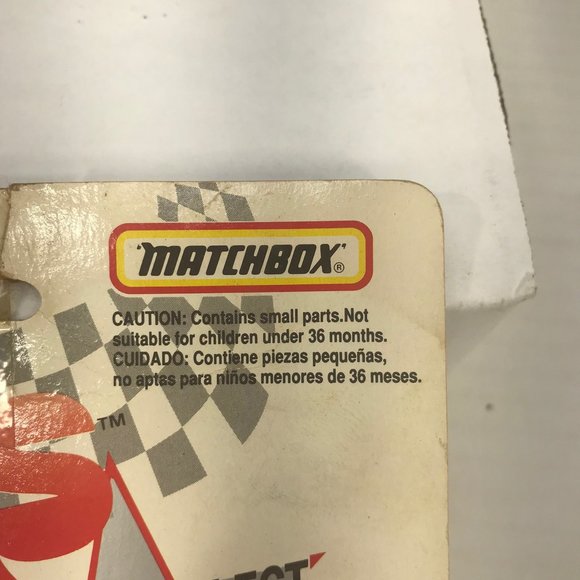 "MATCHBOX" ®
CAUTION: Contains small parts.Not
suitable for children under 36 months.
CUIDADO: Contiene piezas pequeñas,
no aptas para niños menores de 36 meses.
S ™